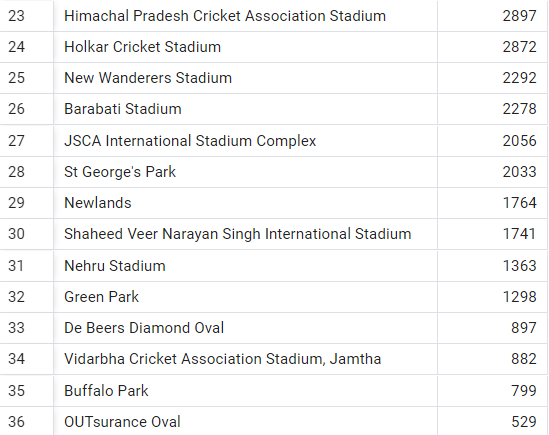 23 Himachal Pradesh Cricket Association Stadium 2897
24 Holkar Cricket Stadium 2872
25 New Wanderers Stadium 2292
26 Barabati Stadium 2278
27 JSCA International Stadium Complex 2056
28 St George's Park 2033
29 Newlands 1764
30 Shaheed Veer Narayan Singh International Stadium 1741
31 Nehru Stadium 1363
32 Green Park 1298
33 De Beers Diamond Oval 897
34 Vidarbha Cricket Association Stadium, Jamtha 882
35 Buffalo Park 799
36 OUTsurance Oval 529